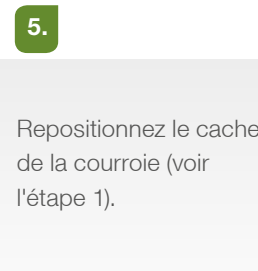 5.
Repositionnez le cache
de la courroie (voir
l'étape 1).